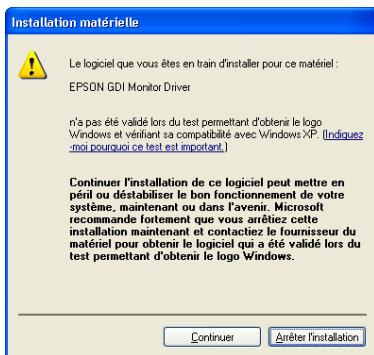 Installation matérielle
Le logiciel que vous êtes en train d'installer pour ce matériel :
EPSON GDI Monitor Driver
n'a pas été validé lors du test permettant d'obtenir le logo
Windows et vérifiant sa compatibilité avec Windows XP. (Indiquez
-moi pourquoi ce test est important.)
Continuer l'installation de ce logiciel peut mettre en
péril ou déstabiliser le bon fonctionnement de votre
système, maintenant ou dans l'avenir. Microsoft
recommande fortement que vous arrêtiez cette
installation maintenant et contactiez le fournisseur du
matériel pour obtenir le logiciel qui a été validé lors du
test permettant d'obtenir le logo Windows.
Continuer
Arrêter l'installation